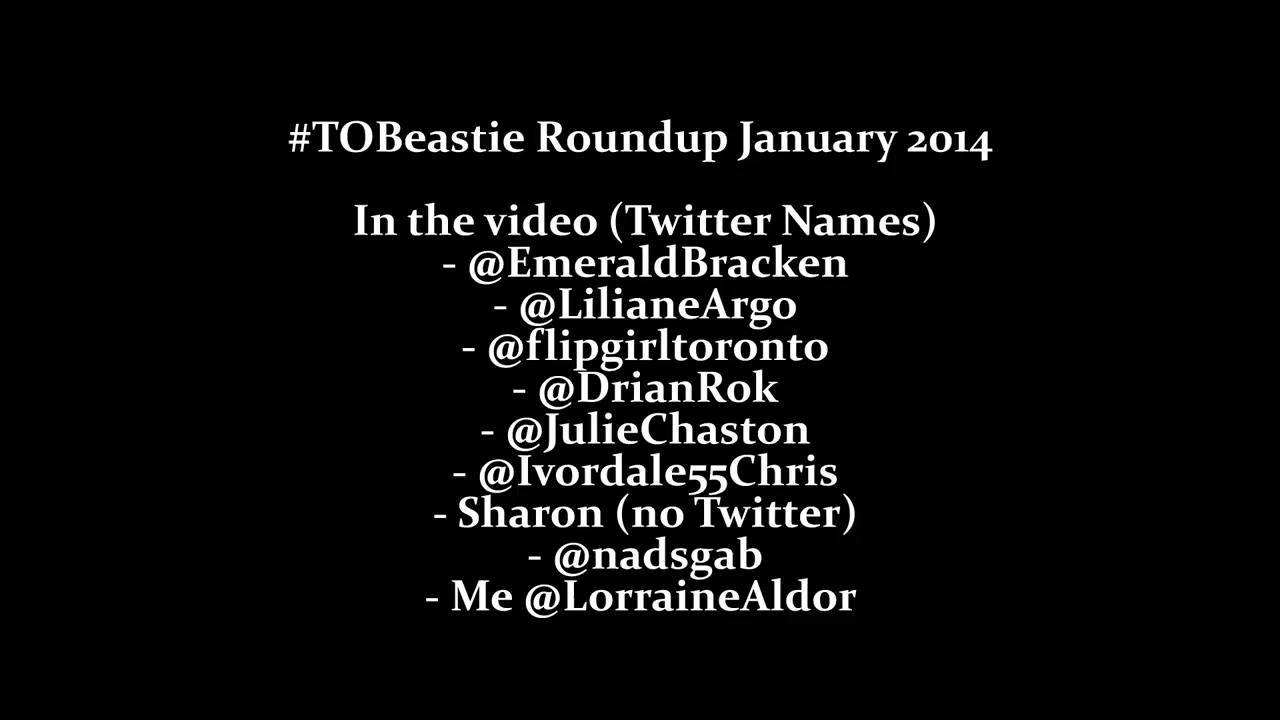 #TOBeastie Roundup January 2014
In the video (Twitter Names)
- @EmeraldBracken
- @LilianeArgo
- @flipgirltoronto
- @DrianRok
- @JulieChaston
- @Ivordale55Chris
- Sharon (no Twitter)
- @nadsgab
- Me @LorraineAldor